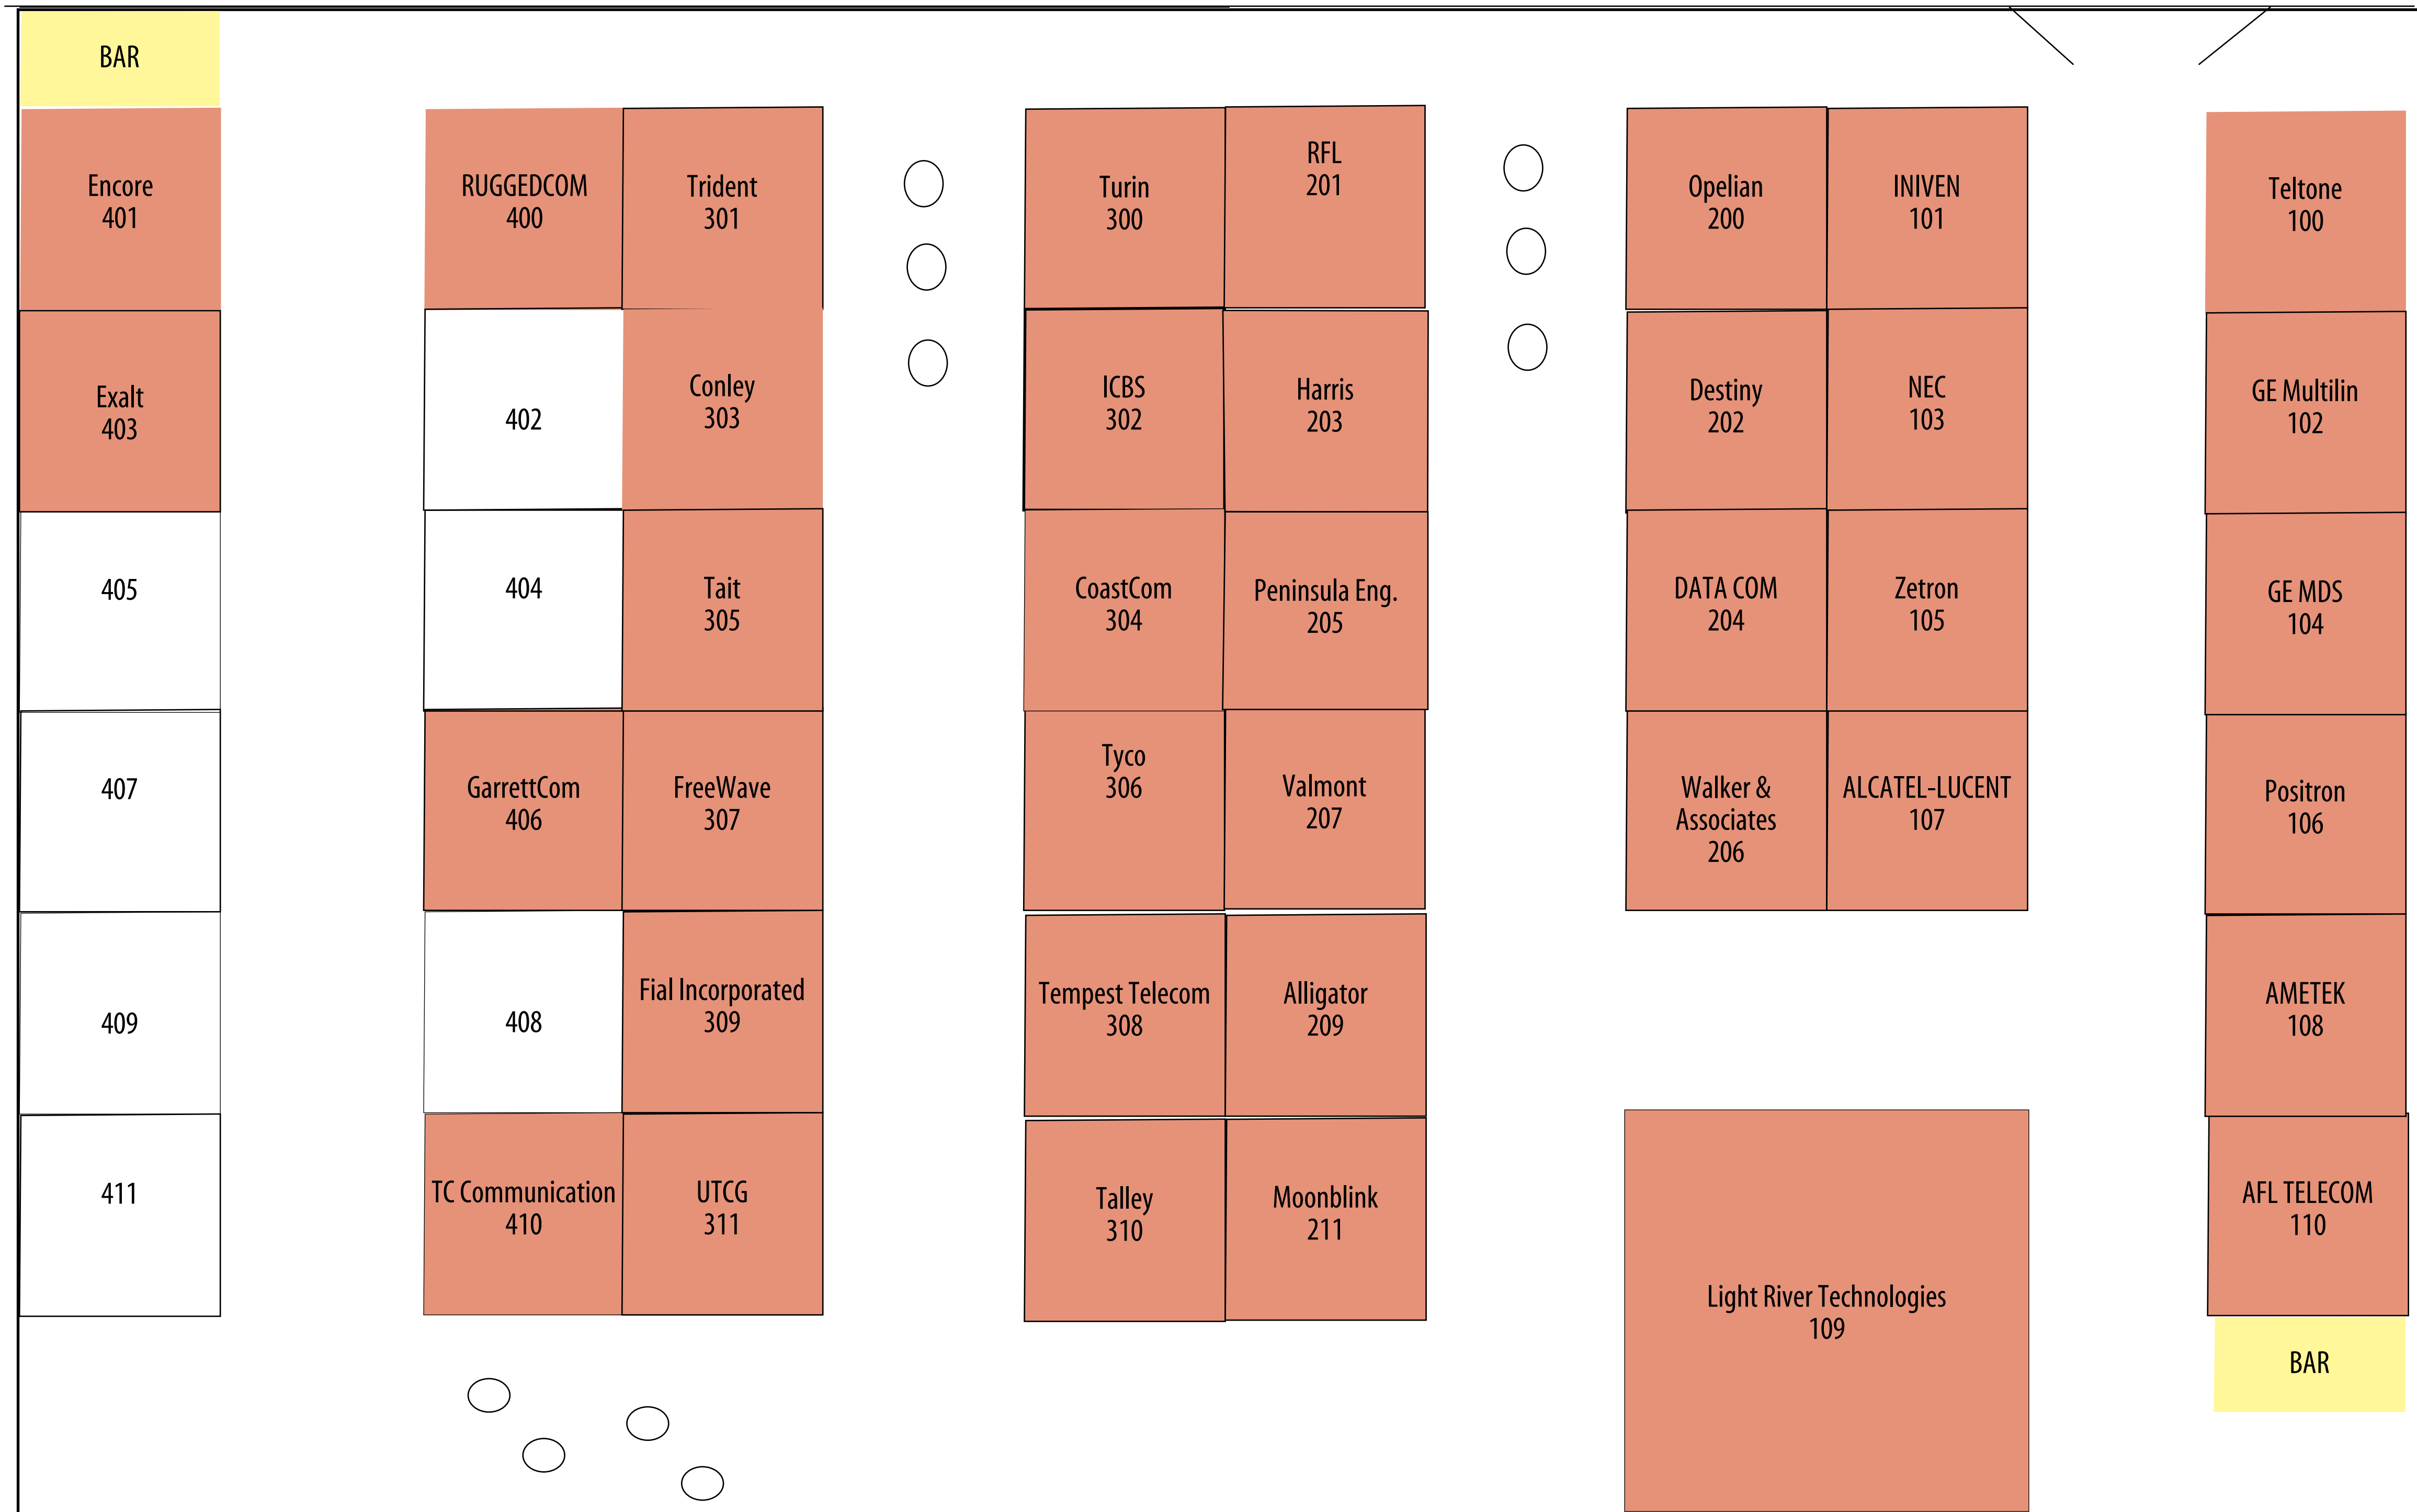 BAR
Encore
401
RUGGEDCOM
400
Trident
301
Turin
300
RFL
201
Opelian
200
INIVEN
101
Teltone
100
Exalt
403
402
Conley
303
ICBS
302
Harris
203
Destiny
202
NEC
103
GE Multilin
102
405
404
Tait
305
CoastCom
304
Peninsula Eng.
205
DATA COM
204
Zetron
105
GE MDS
104
407
GarrettCom
406
FreeWave
307
Tyco
306
Valmont
207
Walker &
Associates
206
ALCATEL-LUCENT
107
Positron
106
409
408
Fial Incorporated
309
Tempest Telecom
308
Alligator
209
AMETEK
108
411
TC Communication
410
UTCG
311
Talley
310
Moonblink
211
Light River Technologies
109
AFL TELECOM
110
BAR